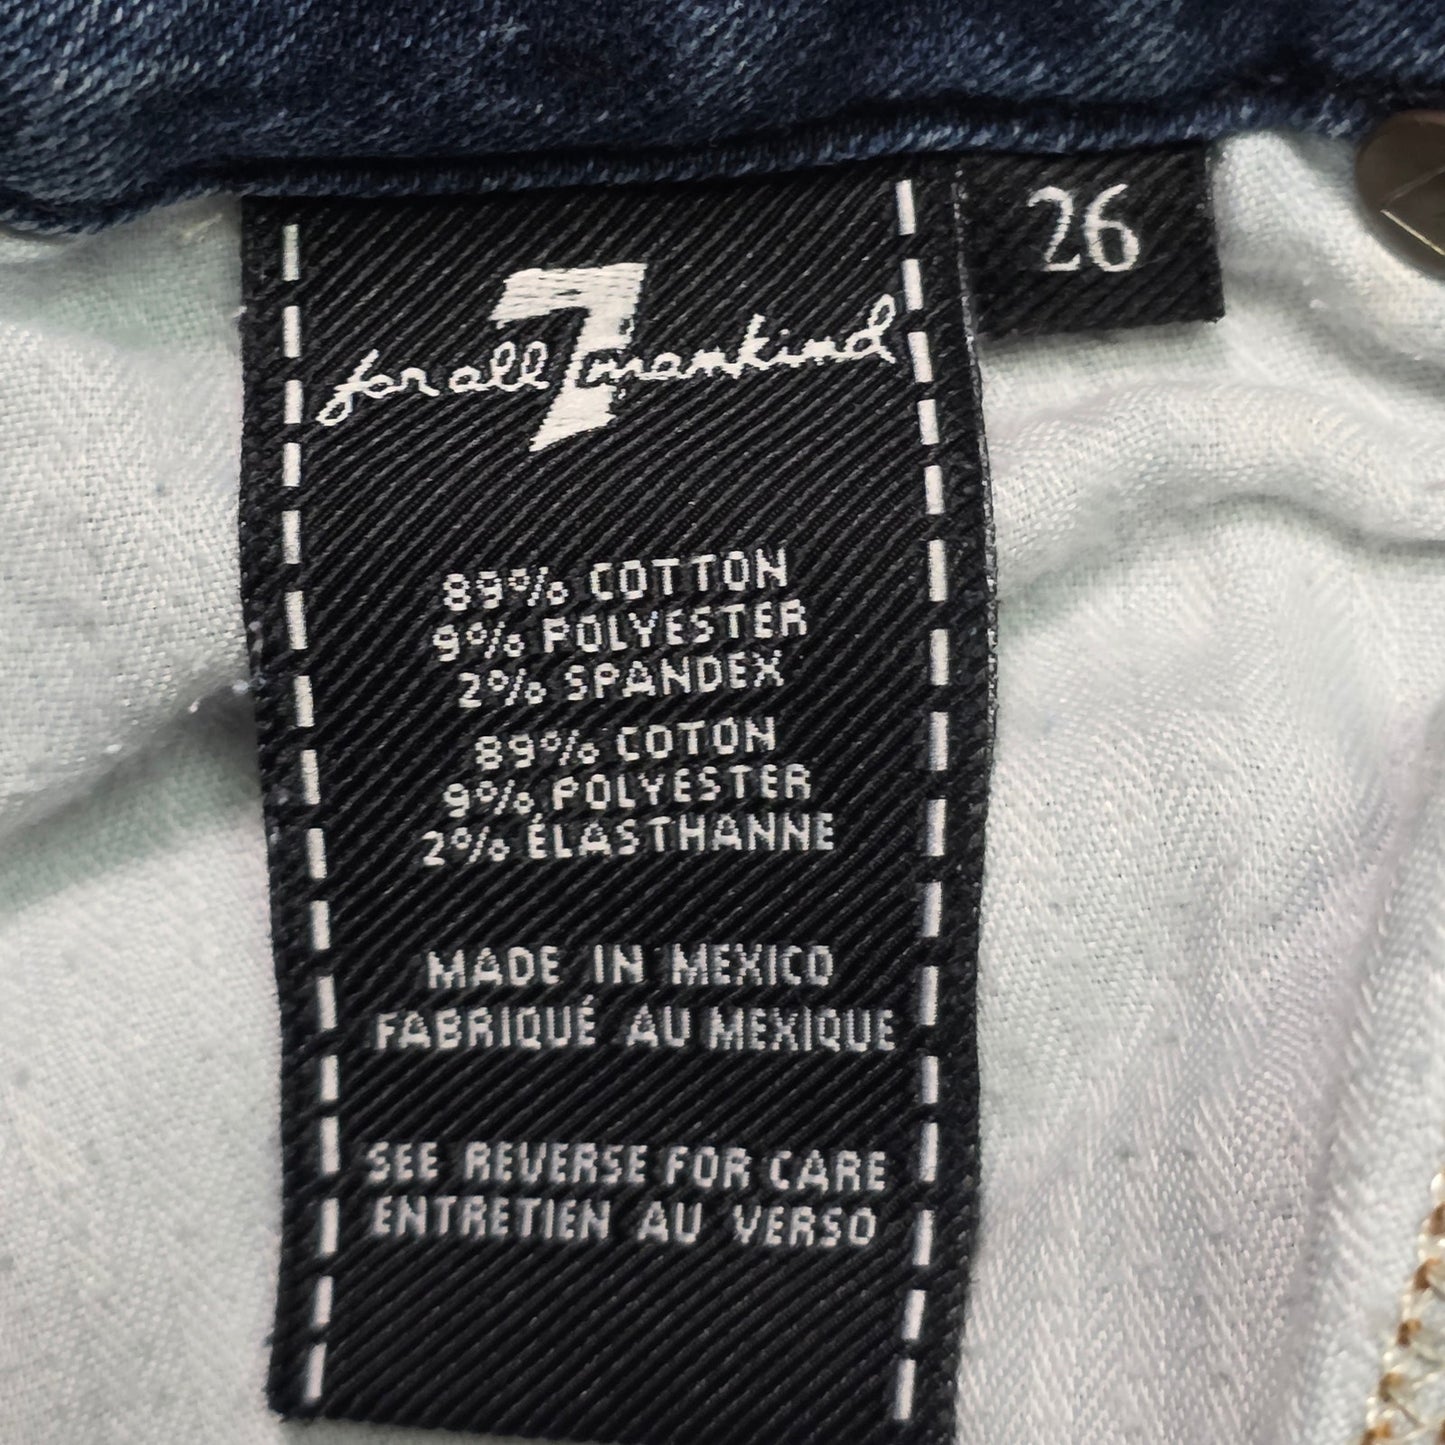 for all 7 mankind
26
89% COTTON
9% POLYESTER
2% SPANDEX
89% COTON
9% POLYESTER
2% ÉLASTHANNE
MADE IN MEXICO
FABRIQUÉ AU MEXIQUE
SEE REVERSE FOR CARE
ENTRETIEN AU VERSO